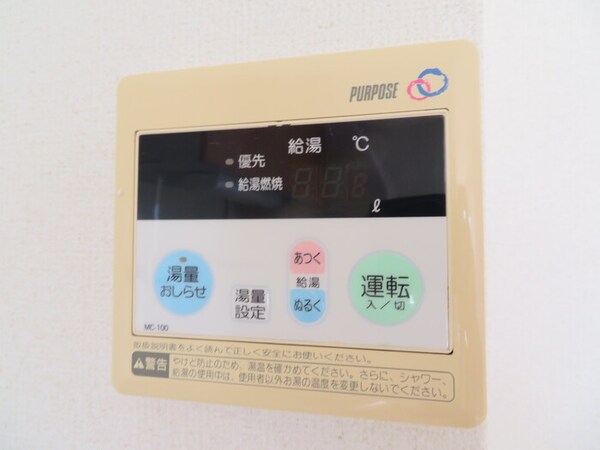 PURPOSE
給湯 ℃
優先
給湯燃焼
ℓ
湯量
おしらせ
湯量
設定
あつく
給湯
ぬるく
運転
入/切
MC-100
取扱説明書をよく読んで正しく安全にお使いください。
警告
やけど防止のため、湯温を確かめてください。さらに、シャワー、
給湯の使用中は、使用者以外お湯の温度を変更しないでください。